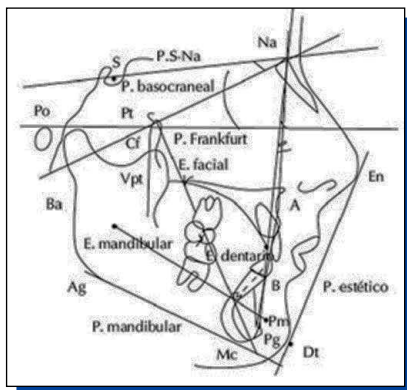 Na
S
P.S-Na
P. basocraneal
Po
Pt
P. Frankfurt
Cf
E. facial
Vpt
En
Ba
A
E. mandibular
E. dentario
B
Ag
P. estético
P. mandibular
Pm
Pg
Mc
Dt